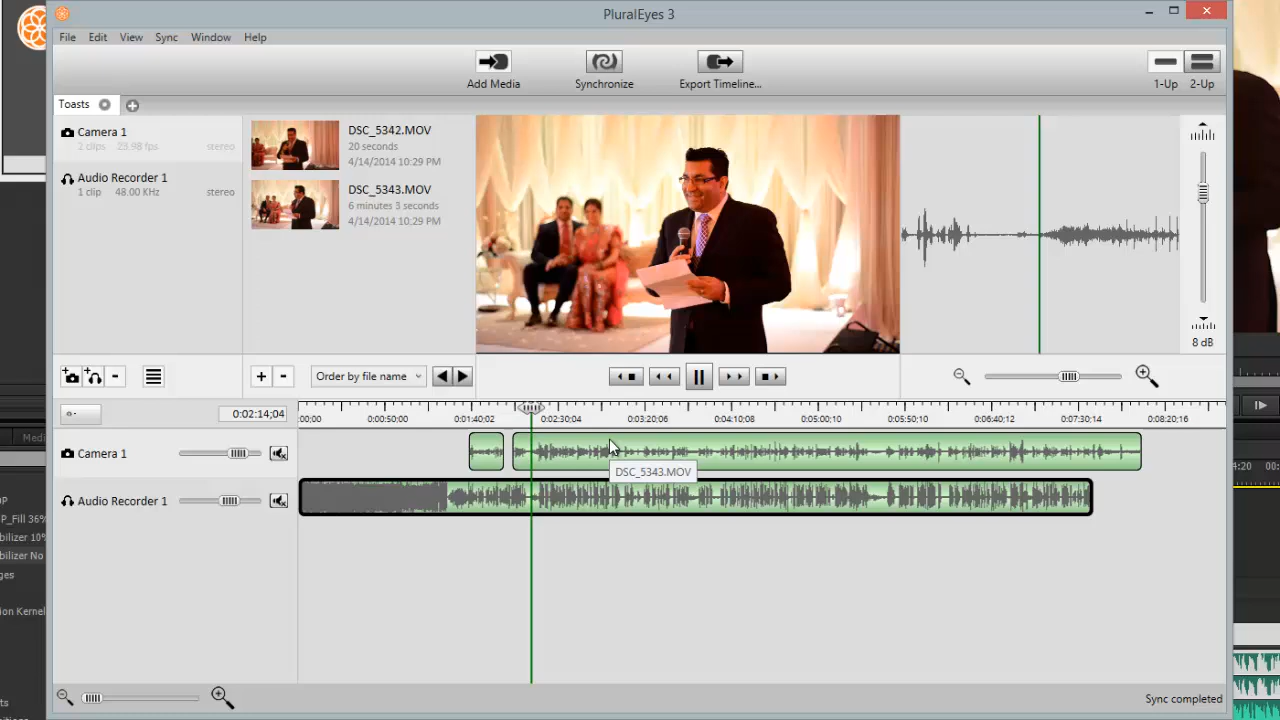 PluralEyes 3
File Edit View Sync Window Help
Add Media
Synchronize
Export Timeline...
1-Up
2-Up
Toasts
Camera 1
2 clips 23.98 fps stereo
Audio Recorder 1
1 clip 48.00 KHz stereo
DSC_5342.MOV
20 seconds
4/14/2014 10:29 PM
DSC_5343.MOV
6 minutes 3 seconds
4/14/2014 10:29 PM
8 dB
Order by file name
0:02:14;04
:00;00 0:00:50;00 0:01:40;02 0:02:30;04 0:03:20;06 0:04:10;08 0:05:00;10 0:05:50;10 0:06:40;12 0:07:30;14 0:08:20;16
Camera 1
DSC_5343.MOV
Audio Recorder 1
Sync completed
Med
4:20 00
P_Fill 36%
bilizer 10%
bilizer No
ges
ion Kernel
ts